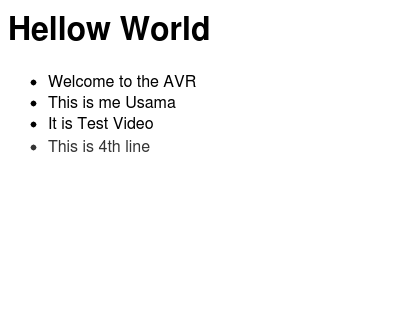 Hellow World
Welcome to the AVR
This is me Usama
It is Test Video
This is 4th line